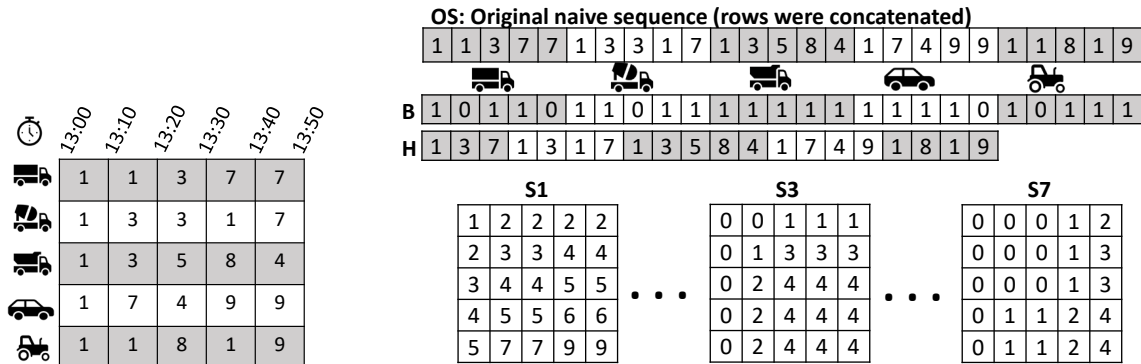 OS: Original naive sequence (rows were concatenated)
1 1 3 7 7 1 3 3 1 7 1 3 5 8 4 1 7 4 9 9 1 1 8 1 9
B 1 0 1 1 0 1 1 0 1 1 1 1 1 1 1 1 1 1 1 0 1 0 1 1 1
H 1 3 7 1 3 1 7 1 3 5 8 4 1 7 4 9 1 8 1 9
13:00 13:10 13:20 13:30 13:40 13:50
1 1 3 7 7
1 3 3 1 7
1 3 5 8 4
1 7 4 9 9
1 1 8 1 9
S1
1 2 2 2 2
2 3 3 4 4
3 4 4 5 5
4 5 5 6 6
5 7 7 9 9
. . .
S3
0 0 1 1 1
0 1 3 3 3
0 2 4 4 4
0 2 4 4 4
0 2 4 4 4
. . .
S7
0 0 0 1 2
0 0 0 1 3
0 0 0 1 3
0 1 1 2 4
0 1 1 2 4